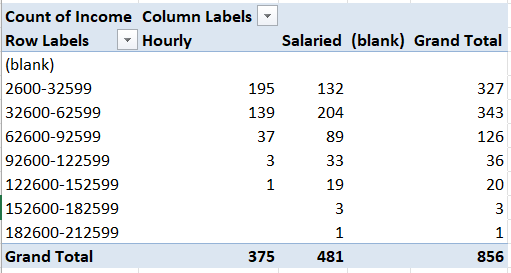 Count of Income Column Labels
Row Labels Hourly Salaried (blank) Grand Total
(blank)
2600-32599 195 132 327
32600-62599 139 204 343
62600-92599 37 89 126
92600-122599 3 33 36
122600-152599 1 19 20
152600-182599 3 3
182600-212599 1 1
Grand Total 375 481 856